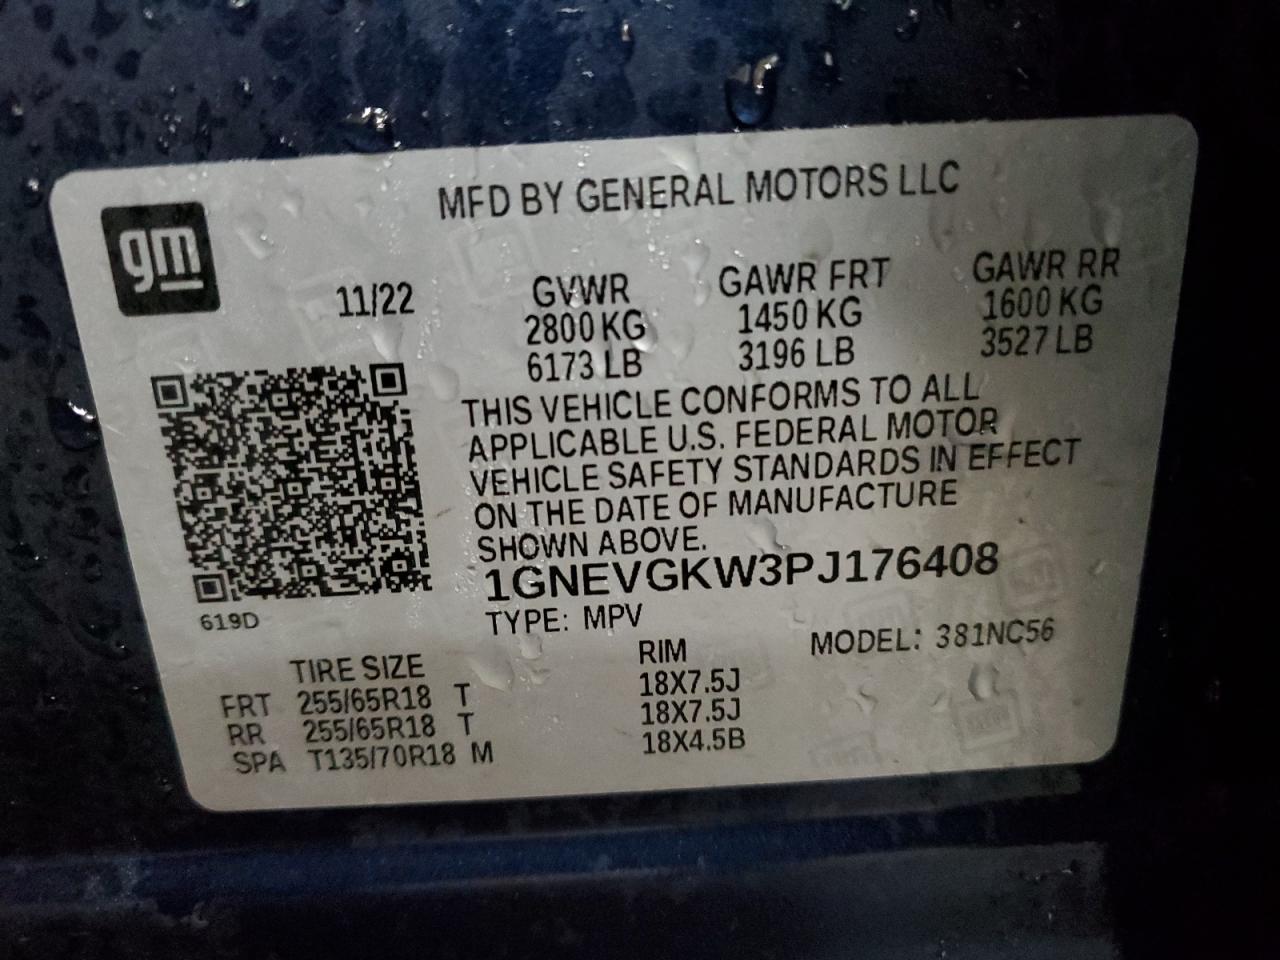 MFD BY GENERAL MOTORS LLC
gm
11/22
GVWR GAWR FRT GAWR RR
2800 KG 1450 KG 1600 KG
6173 LB 3196 LB 3527 LB
THIS VEHICLE CONFORMS TO ALL
APPLICABLE U.S. FEDERAL MOTOR
VEHICLE SAFETY STANDARDS IN EFFECT
ON THE DATE OF MANUFACTURE
SHOWN ABOVE.
1GNEVGKW3PJ176408
619D
TYPE: MPV
MODEL: 381NC56
TIRE SIZE RIM
FRT 255/65R18 T 18X7.5J
RR 255/65R18 T 18X7.5J
SPA T135/70R18 M 18X4.5B